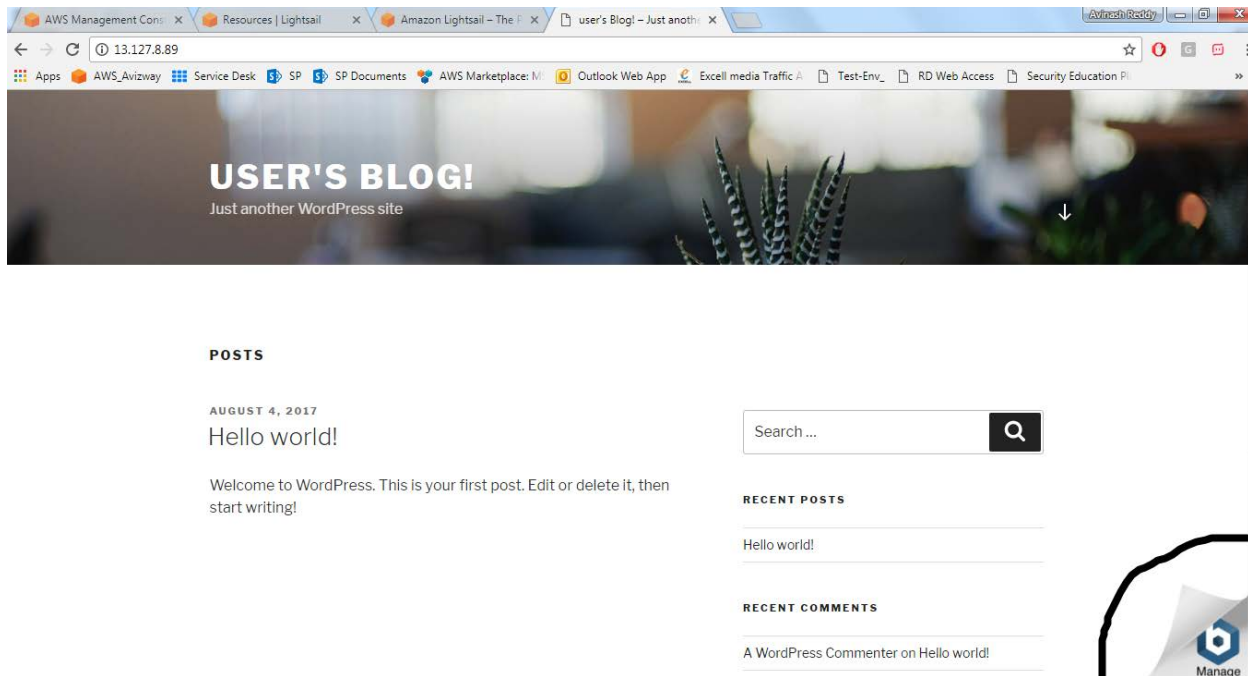 AWS Management Cons
Resources | Lightsail
Amazon Lightsail – The
user's Blog! – Just anoth
Avinash Reddy
13.127.8.89
Apps AWS_Avizway Service Desk SP SP Documents AWS Marketplace: M Outlook Web App Excell media Traffic A Test-Env_ RD Web Access Security Education Pl
USER'S BLOG!
Just another WordPress site
POSTS
AUGUST 4, 2017
Hello world!
Welcome to WordPress. This is your first post. Edit or delete it, then
start writing!
Search ...
RECENT POSTS
Hello world!
RECENT COMMENTS
A WordPress Commenter on Hello world!
Manage